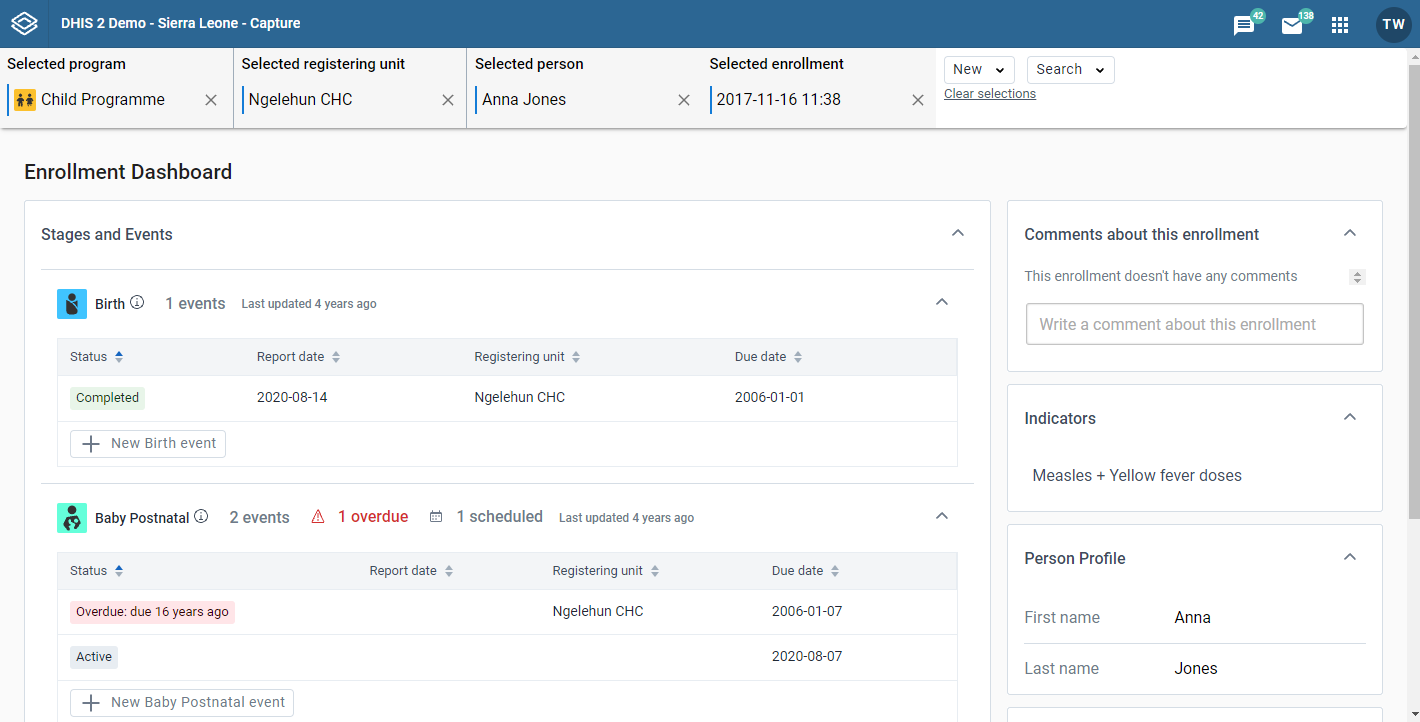 DHIS 2 Demo - Sierra Leone - Capture
42
138
TW
Selected program
Selected registering unit
Selected person
Selected enrollment
New
Search
Child Programme
Ngelehun CHC
Anna Jones
2017-11-16 11:38
Clear selections
Enrollment Dashboard
Stages and Events
Birth
1 events
Last updated 4 years ago
Status
Report date
Registering unit
Due date
Completed
2020-08-14
Ngelehun CHC
2006-01-01
New Birth event
Baby Postnatal
2 events
1 overdue
1 scheduled
Last updated 4 years ago
Status
Report date
Registering unit
Due date
Overdue: due 16 years ago
Ngelehun CHC
2006-01-07
Active
2020-08-07
New Baby Postnatal event
Comments about this enrollment
This enrollment doesn't have any comments
Write a comment about this enrollment
Indicators
Measles + Yellow fever doses
Person Profile
First name
Anna
Last name
Jones